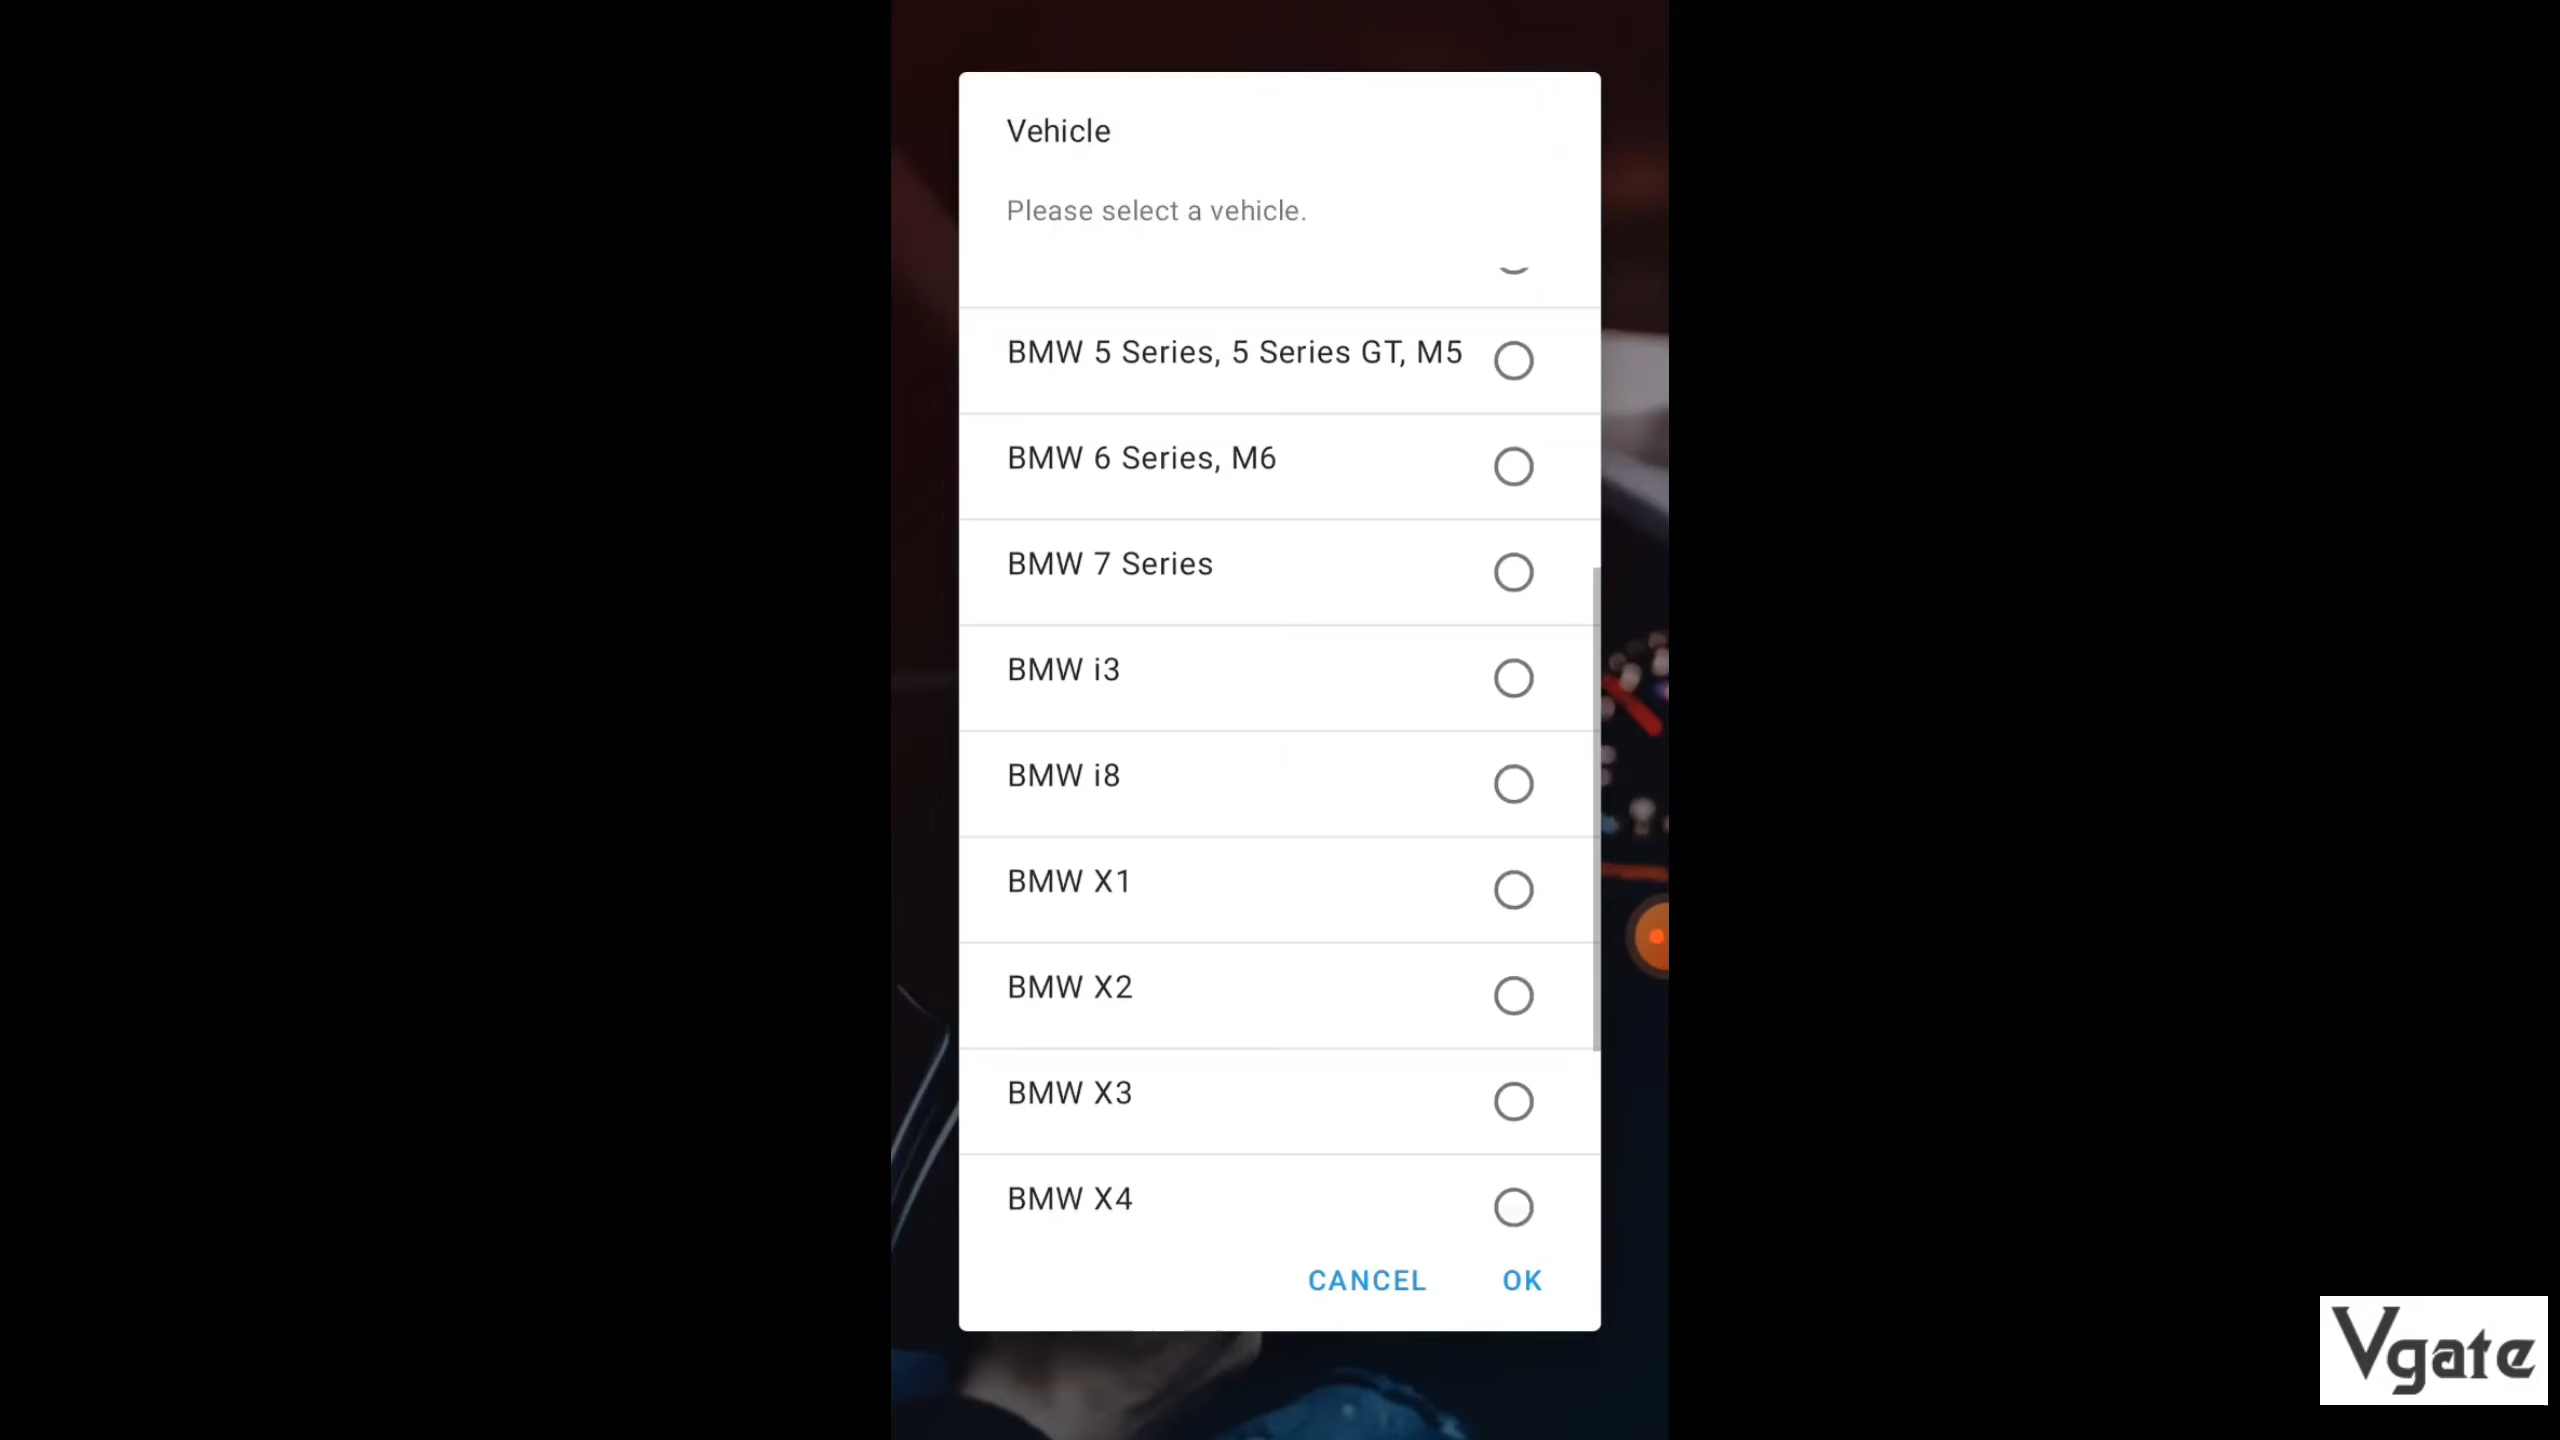 Vehicle
Please select a vehicle.
BMW 5 Series, 5 Series GT, M5
BMW 6 Series, M6
BMW 7 Series
BMW i3
BMW i8
BMW X1
BMW X2
BMW X3
BMW X4
CANCEL OK
Vgate